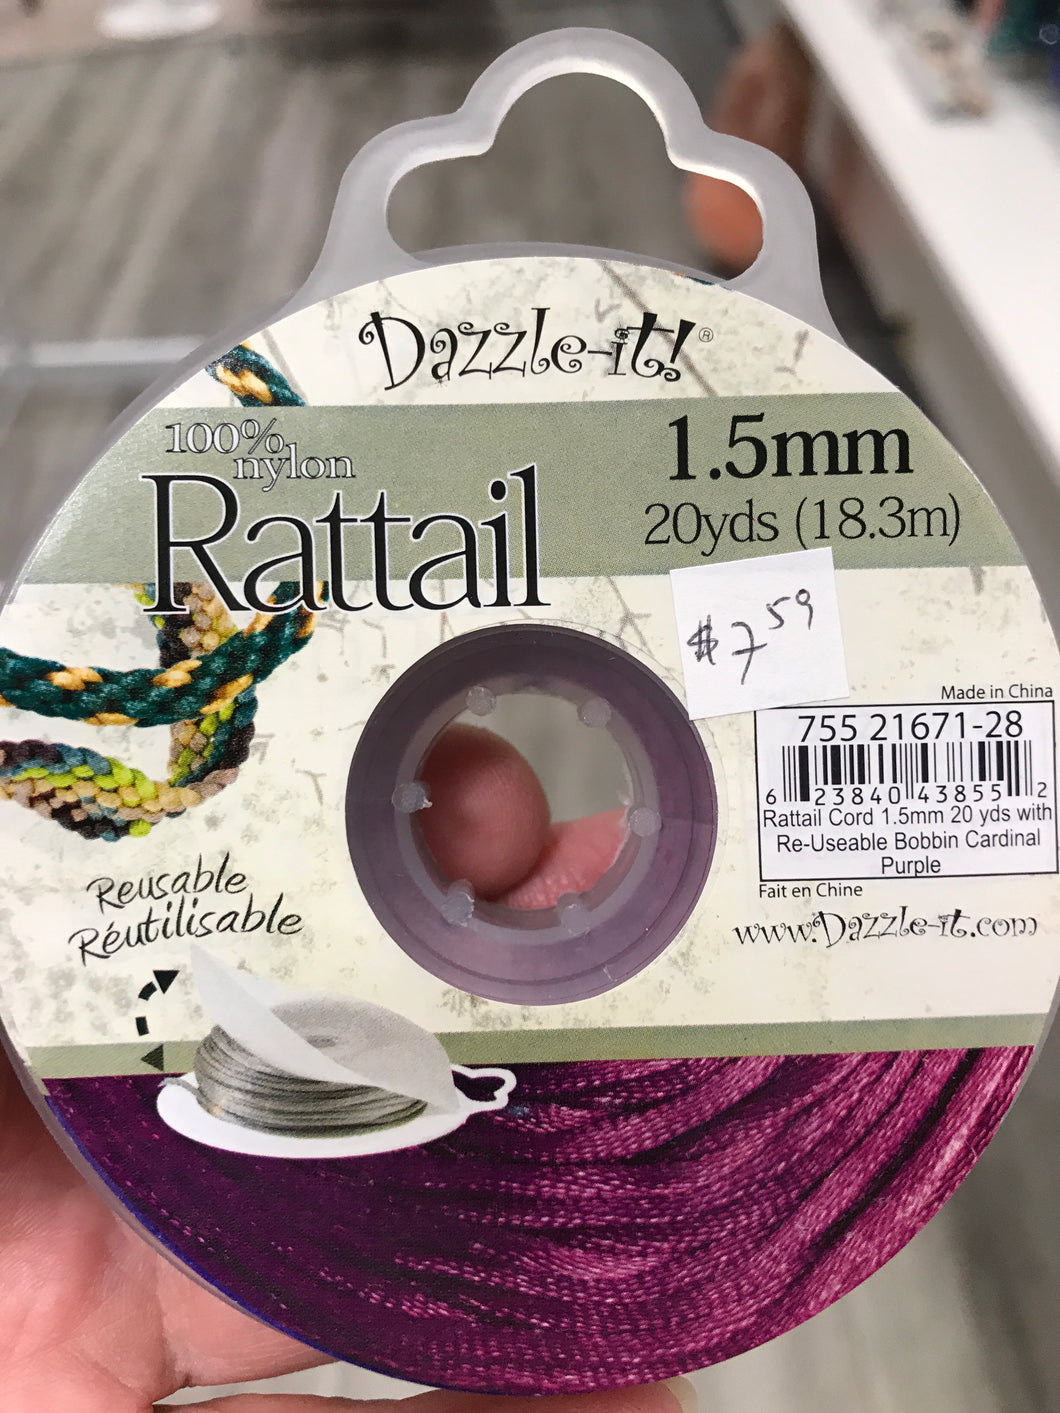 Dazzle-it!®
100%
nylon
Rattail
1.5mm
20yds (18.3m)
$7 59
Made in China
755 21671-28
6 23840 43855 2
Rattail Cord 1.5mm 20 yds with
Re-Useable Bobbin Cardinal
Purple
Fait en Chine
www.Dazzle-it.com
Reusable
Réutilisable